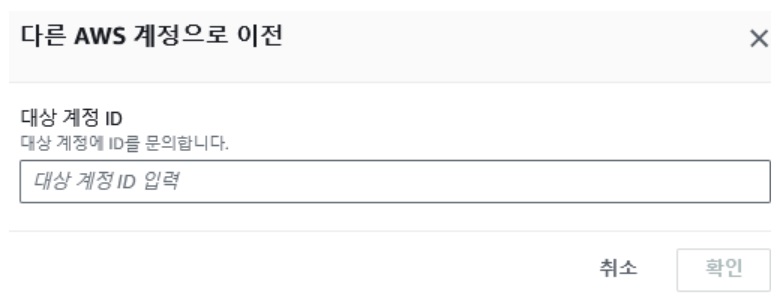 다른 AWS 계정으로 이전
대상 계정 ID
대상 계정에 ID를 문의합니다.
대상 계정 ID 입력
취소 확인